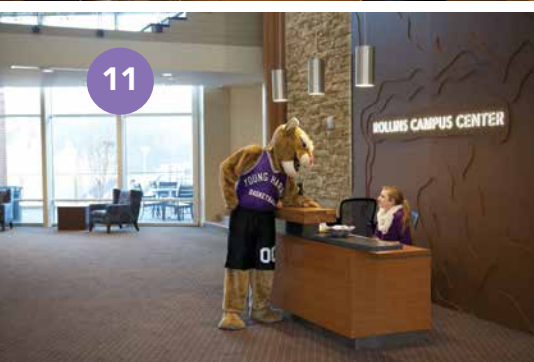 11
ROLLINS CAMPUS CENTER
YOUNG HARRIS
BASKETBALL
00